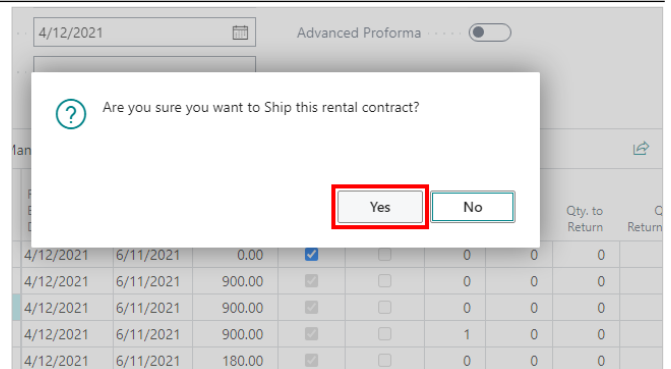 4/12/2021 Advanced Proforma
Are you sure you want to Ship this rental contract?
Yes No
Man
Qty. to
Return Return
4/12/2021 6/11/2021 0.00 0 0 0
4/12/2021 6/11/2021 900.00 0 0 0
4/12/2021 6/11/2021 900.00 0 0 0
4/12/2021 6/11/2021 900.00 1 0 0
4/12/2021 6/11/2021 180.00 0 0 0